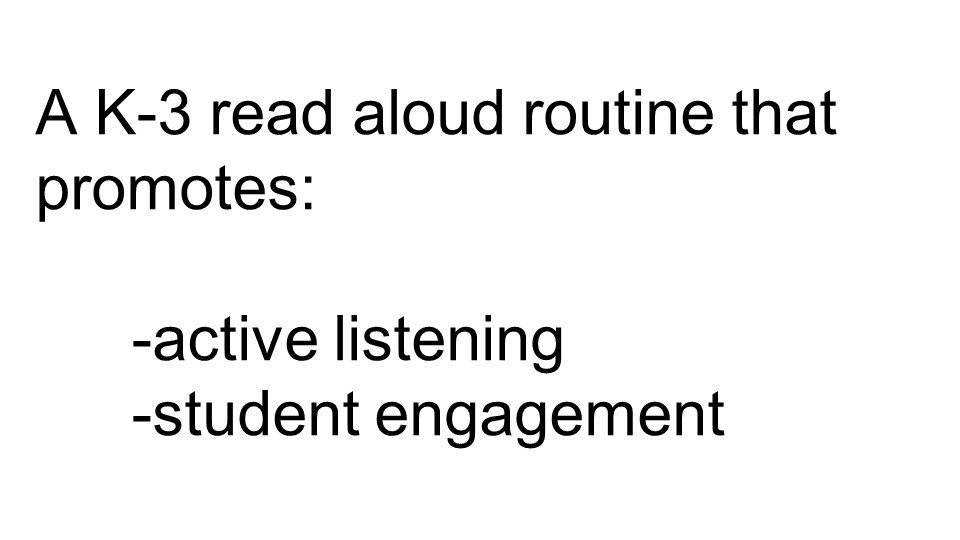 A K-3 read aloud routine that
promotes:
-active listening
-student engagement